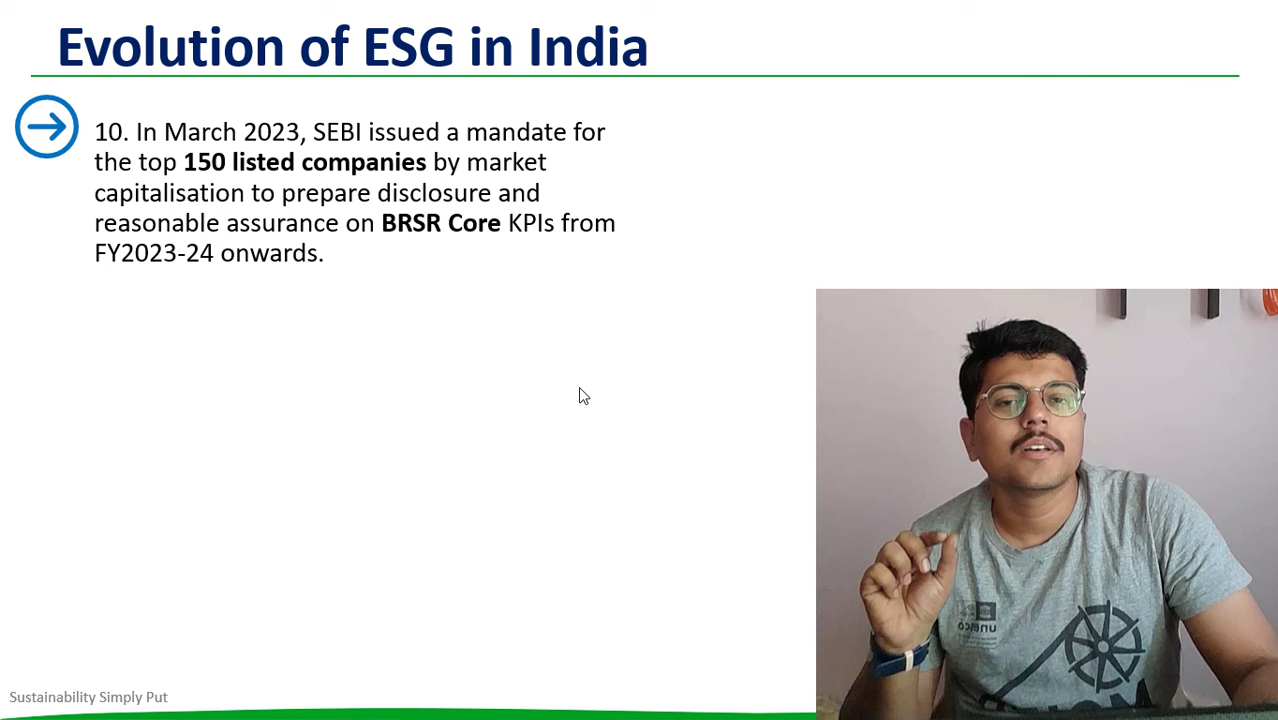 Evolution of ESG in India
10. In March 2023, SEBI issued a mandate for
the top 150 listed companies by market
capitalisation to prepare disclosure and
reasonable assurance on BRSR Core KPIs from
FY2023-24 onwards.
unesco
Sustainability Simply Put